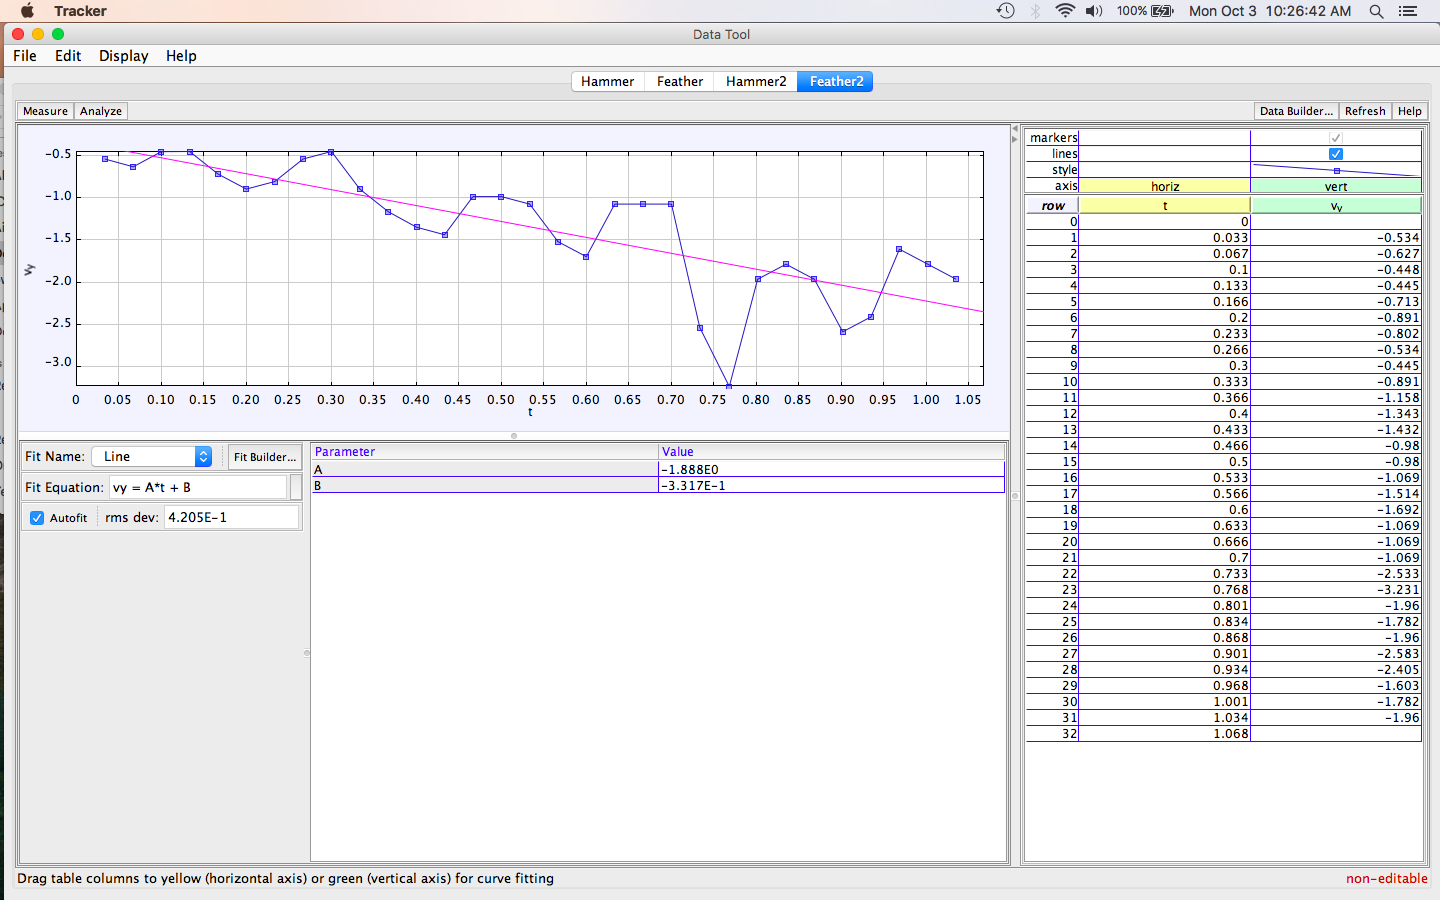 Tracker 100% Mon Oct 3 10:26:42 AM
Data Tool
File Edit Display Help
Hammer Feather Hammer2 Feather2
Measure Analyze Data Builder... Refresh Help
markers
lines
style
axis horiz vert
row t vy
0 0
1 0.033 -0.534
2 0.067 -0.627
3 0.1 -0.448
4 0.133 -0.445
5 0.166 -0.713
6 0.2 -0.891
7 0.233 -0.802
8 0.266 -0.534
9 0.3 -0.445
10 0.333 -0.891
11 0.366 -1.158
12 0.4 -1.343
13 0.433 -1.432
14 0.466 -0.98
15 0.5 -0.98
16 0.533 -1.069
17 0.566 -1.514
18 0.6 -1.692
19 0.633 -1.069
20 0.666 -1.069
21 0.7 -1.069
22 0.733 -2.533
23 0.768 -3.231
24 0.801 -1.96
25 0.834 -1.782
26 0.868 -1.96
27 0.901 -2.583
28 0.934 -2.405
29 0.968 -1.603
30 1.001 -1.782
31 1.034 -1.96
32 1.068
-0.5
-1.0
-1.5
-2.0
-2.5
-3.0
vy
0 0.05 0.10 0.15 0.20 0.25 0.30 0.35 0.40 0.45 0.50 0.55 0.60 0.65 0.70 0.75 0.80 0.85 0.90 0.95 1.00 1.05
t
Fit Name: Line Fit Builder...
Fit Equation: vy = A*t + B
Autofit rms dev: 4.205E-1
Parameter Value
A -1.888E0
B -3.317E-1
Drag table columns to yellow (horizontal axis) or green (vertical axis) for curve fitting
non-editable